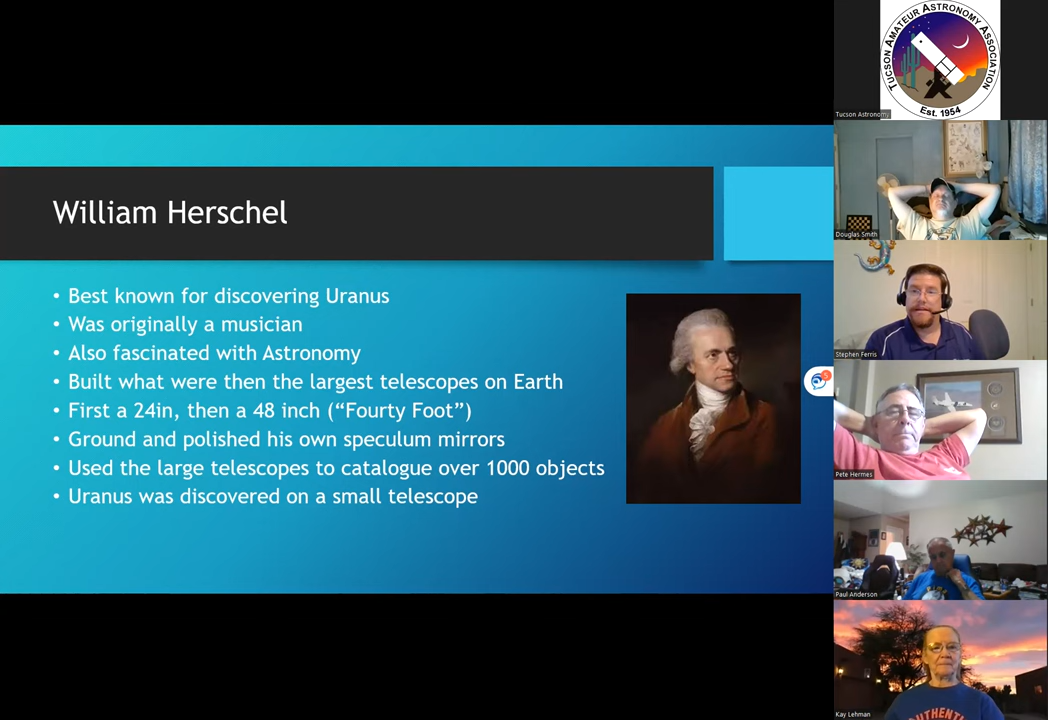 William Herschel
• Best known for discovering Uranus
• Was originally a musician
• Also fascinated with Astronomy
• Built what were then the largest telescopes on Earth
• First a 24in, then a 48 inch (“Fourty Foot”)
• Ground and polished his own speculum mirrors
• Used the large telescopes to catalogue over 1000 objects
• Uranus was discovered on a small telescope
TUCSON AMATEUR ASTRONOMY ASSOCIATION
Est. 1954
Tucson Astronomy
Douglas Smith
Stephen Ferris
Pete Hermes
Paul Anderson
AUTHENTI
Kay Lehman